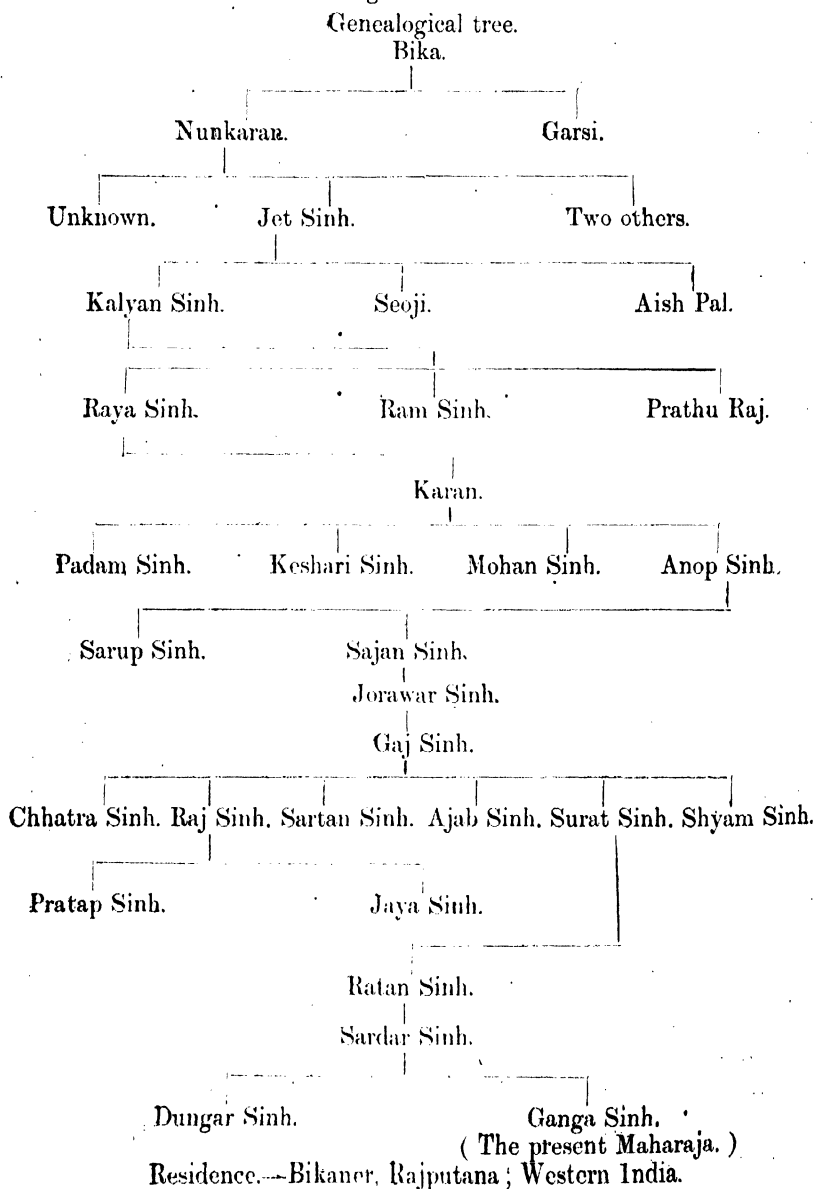 Genealogical tree.
Bika.
Nunkaran. Garsi.
Unknown. Jet Sinh. Two others.
Kalyan Sinh. Seoji. Aish Pal.
Raya Sinh. Ram Sinh. Prathu Raj.
Karan.
Padam Sinh. Keshari Sinh. Mohan Sinh. Anop Sinh.
Sarup Sinh. Sajan Sinh.
Jorawar Sinh.
Gaj Sinh.
Chhatra Sinh. Raj Sinh. Sartan Sinh. Ajab Sinh. Surat Sinh. Shyam Sinh.
Pratap Sinh. Jaya Sinh.
Ratan Sinh.
Sardar Sinh.
Dungar Sinh. Ganga Sinh.
( The present Maharaja. )
Residence.—Bikaner, Rajputana; Western India.